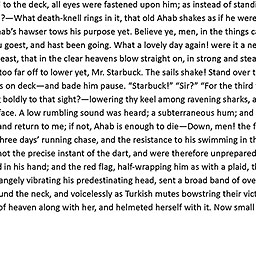 to the deck, all eyes were fastened upon him; as instead of standi
?—What death-knell rings in it, that old Ahab shakes as if he were
ab's hawser tows his purpose yet. Believe ye, men, in the things ca
u goest, and hast been going. What a lovely day again! were it a ne
east, that in the clear heavens blow straight on, in strong and stea
too far off to lower yet, Mr. Starbuck. The sails shake! Stand over t
s on deck—and bade him pause. "Starbuck!" "Sir?" "For the third
g boldly to that sight?—lowering thy keel among ravening sharks, a
face. A low rumbling sound was heard; a subterraneous hum; and
and return to me; if not, Ahab is enough to die—Down, men! the f
hree days' running chase, and the resistance to his swimming in th
not the precise instant of the dart, and were therefore unprepared
d in his hand; and the red flag, half-wrapping him as with a plaid, th
angely vibrating his predestinating head, sent a broad band of over
und the neck, and voicelessly as Turkish mutes bowstring their vict
of heaven along with her, and helmeted herself with it. Now small